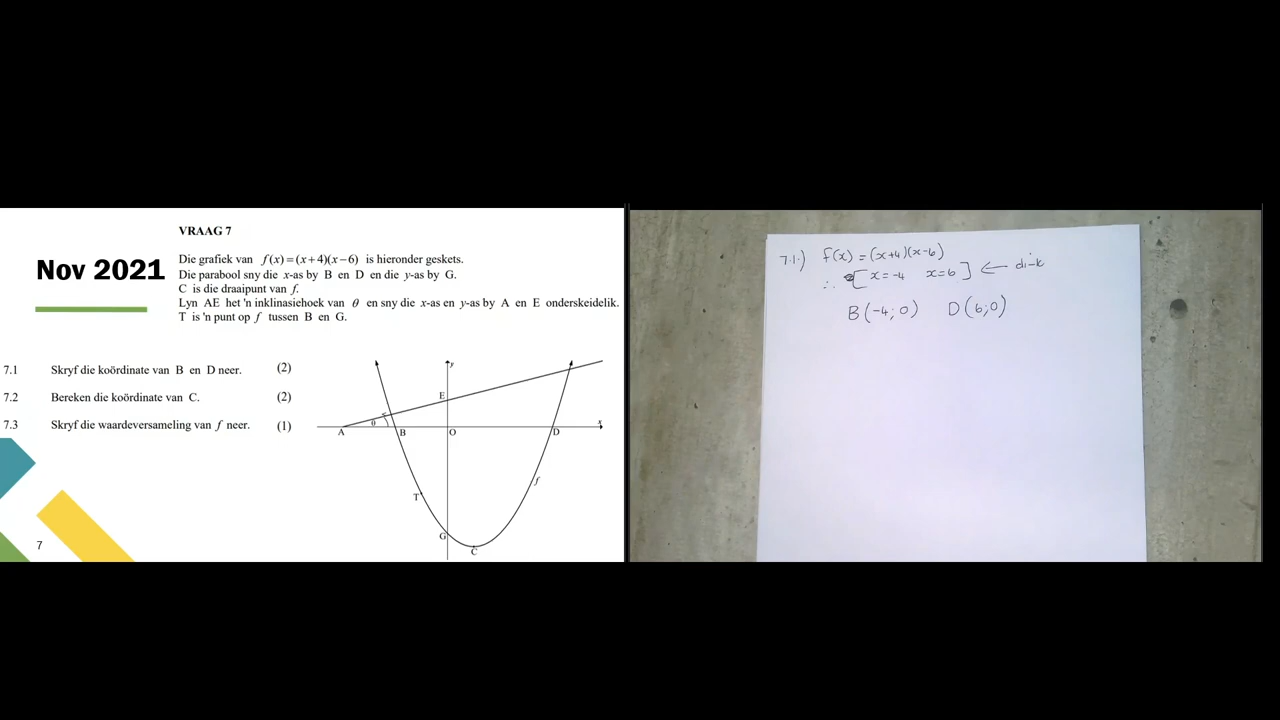 Nov 2021
VRAAG 7
Die grafiek van f(x)=(x+4)(x−6) is hieronder geskets.
Die parabool sny die x-as by B en D en die y-as by G.
C is die draaipunt van f.
Lyn AE het 'n inklinasiehoek van θ en sny die x-as en y-as by A en E onderskeidelik.
T is 'n punt op f tussen B en G.
7.1 Skryf die koördinate van B en D neer. (2)
7.2 Bereken die koördinate van C. (2)
7.3 Skryf die waardeversameling van f neer. (1)
y
E
θ
x
A
B
O
D
f
T
G
C
7
7.1.) f(x) = (x+4)(x-6)
∴ [x=-4 x=6] ←
B(-4;0) D(6;0)